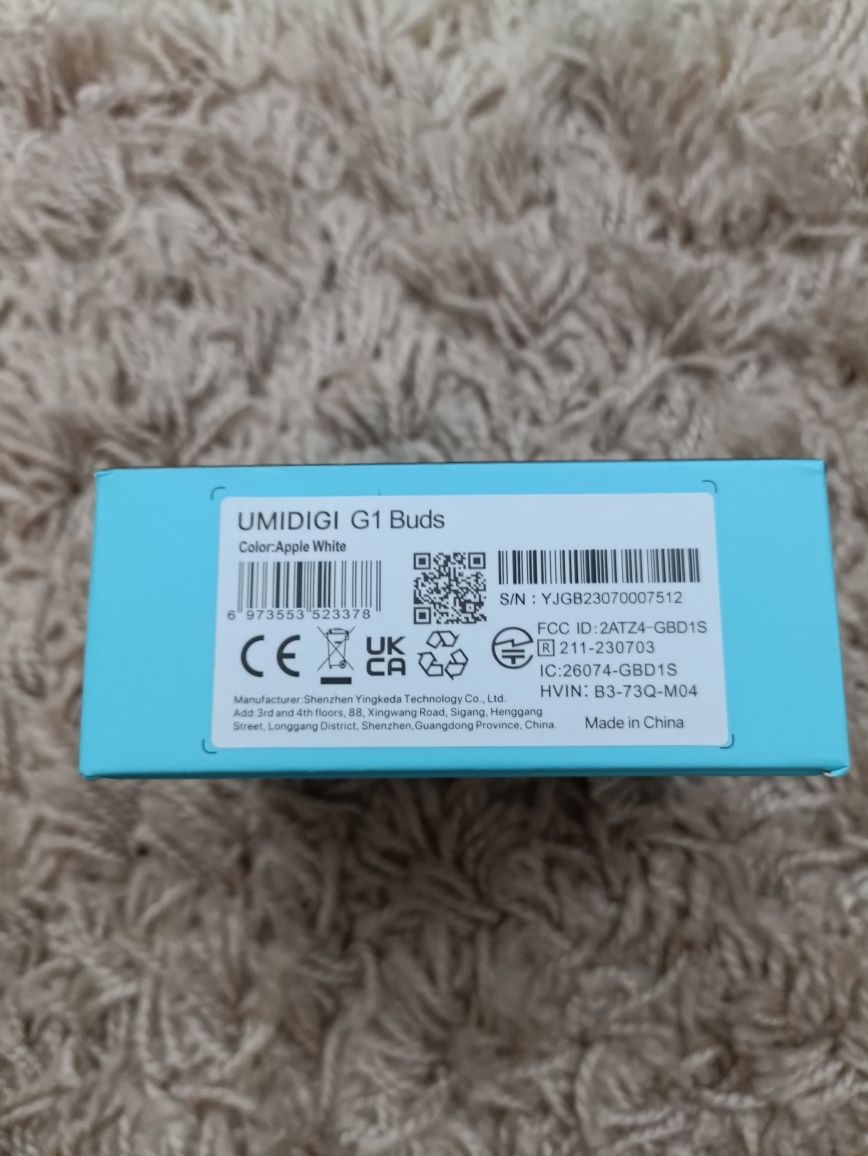 UMIDIGI G1 Buds
Color:Apple White
6 973553 523378
S/N : YJGB23070007512
CE
UK
CA
FCC ID:2ATZ4-GBD1S
R 211-230703
IC:26074-GBD1S
HVIN: B3-73Q-M04
Manufacturer:Shenzhen Yingkeda Technology Co., Ltd.
Add:3rd and 4th floors, 88, Xingwang Road, Sigang, Henggang
Street, Longgang District, Shenzhen,Guangdong Province, China.
Made in China